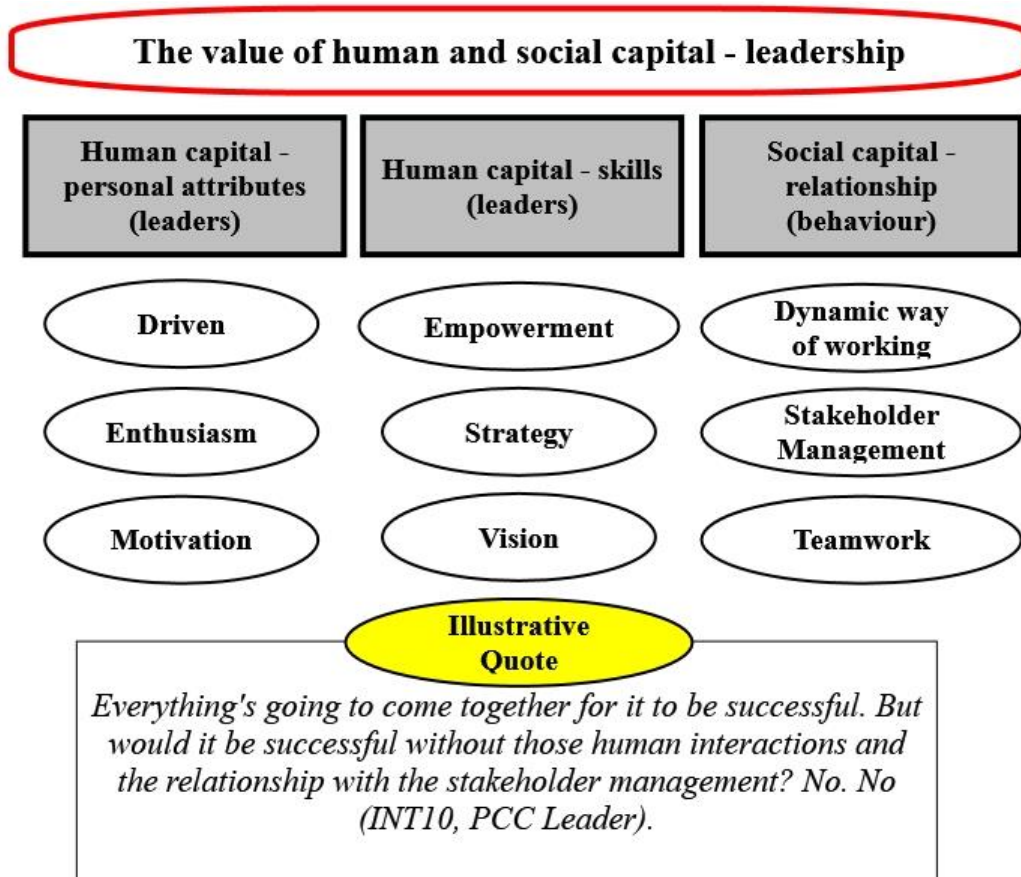 The value of human and social capital - leadership
Human capital -
personal attributes
(leaders)
Human capital - skills
(leaders)
Social capital -
relationship
(behaviour)
Driven
Empowerment
Dynamic way
of working
Enthusiasm
Strategy
Stakeholder
Management
Motivation
Vision
Teamwork
Illustrative
Quote
Everything's going to come together for it to be successful. But
would it be successful without those human interactions and
the relationship with the stakeholder management? No. No
(INT10, PCC Leader).